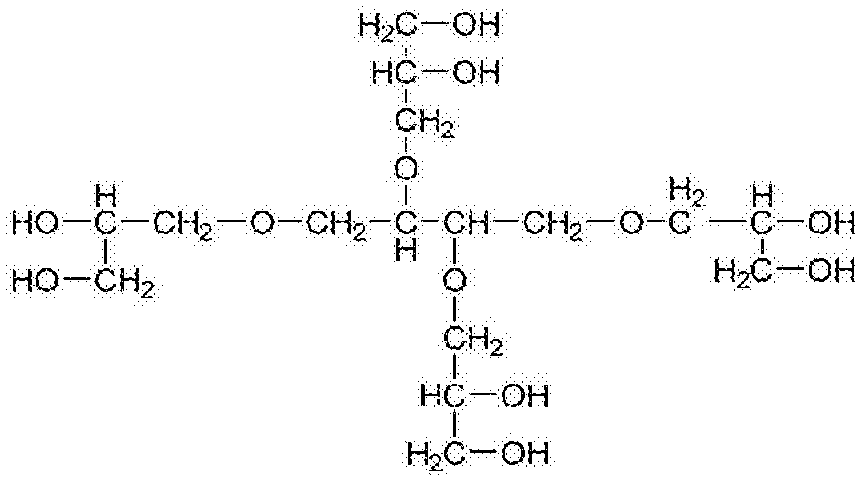 H₂C—OH
HC—OH
CH₂
O
H H₂ H
HO—C—CH₂—O—CH₂—C—CH—CH₂—O—C—C—OH
H
HO—CH₂ O H₂C—OH
CH₂
HC—OH
H₂C—OH